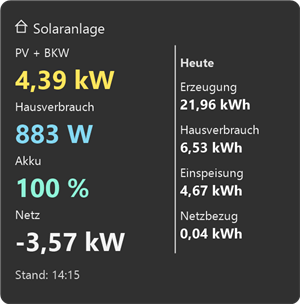 Solaranlage
PV + BKW
4,39 kW
Hausverbrauch
883 W
Akku
100 %
Netz
-3,57 kW
Stand: 14:15
Heute
Erzeugung
21,96 kWh
Hausverbrauch
6,53 kWh
Einspeisung
4,67 kWh
Netzbezug
0,04 kWh